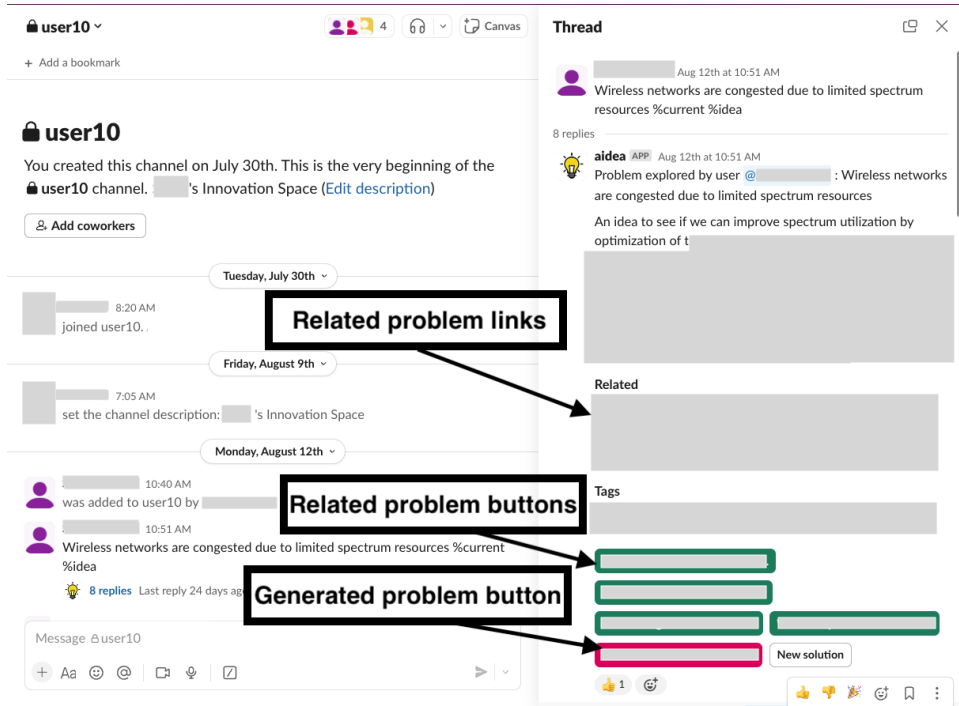 user10
4
Canvas
+ Add a bookmark
user10
You created this channel on July 30th. This is the very beginning of the
user10 channel. 's Innovation Space (Edit description)
Add coworkers
Tuesday, July 30th
8:20 AM
joined user10.
Friday, August 9th
7:05 AM
set the channel description: 's Innovation Space
Monday, August 12th
10:40 AM
was added to user10 by
10:51 AM
Wireless networks are congested due to limited spectrum resources %current
%idea
8 replies Last reply 24 days ag
Message user10
Aa
Related problem links
Related problem buttons
Generated problem button
Thread
Aug 12th at 10:51 AM
Wireless networks are congested due to limited spectrum
resources %current %idea
8 replies
aidea APP Aug 12th at 10:51 AM
Problem explored by user @ : Wireless networks
are congested due to limited spectrum resources
An idea to see if we can improve spectrum utilization by
optimization of t
Related
Tags
New solution
1